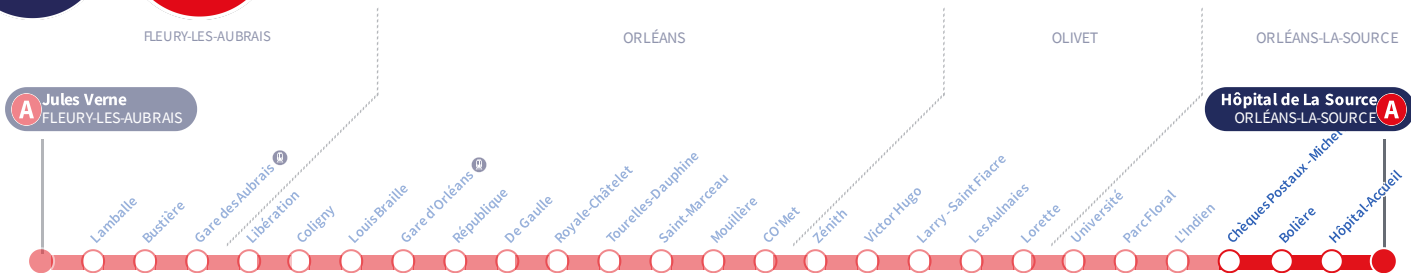 FLEURY-LES-AUBRAIS
ORLÉANS
OLIVET
ORLÉANS-LA-SOURCE
A
Jules Verne
FLEURY-LES-AUBRAIS
Hôpital de La Source
ORLÉANS-LA-SOURCE
A
Lamballe
Bustière
Gare des Aubrais
Libération
Coligny
Louis Braille
Gare d'Orléans
République
De Gaulle
Royale-Châtelet
Tourelles-Dauphine
Saint-Marceau
Mouillère
CO'Met
Zénith
Victor Hugo
Larry - Saint Fiacre
Les Aulnaies
Lorette
Université
Parc Floral
L'Indien
Chèques Postaux - Michel
Bolière
Hôpital-Accueil